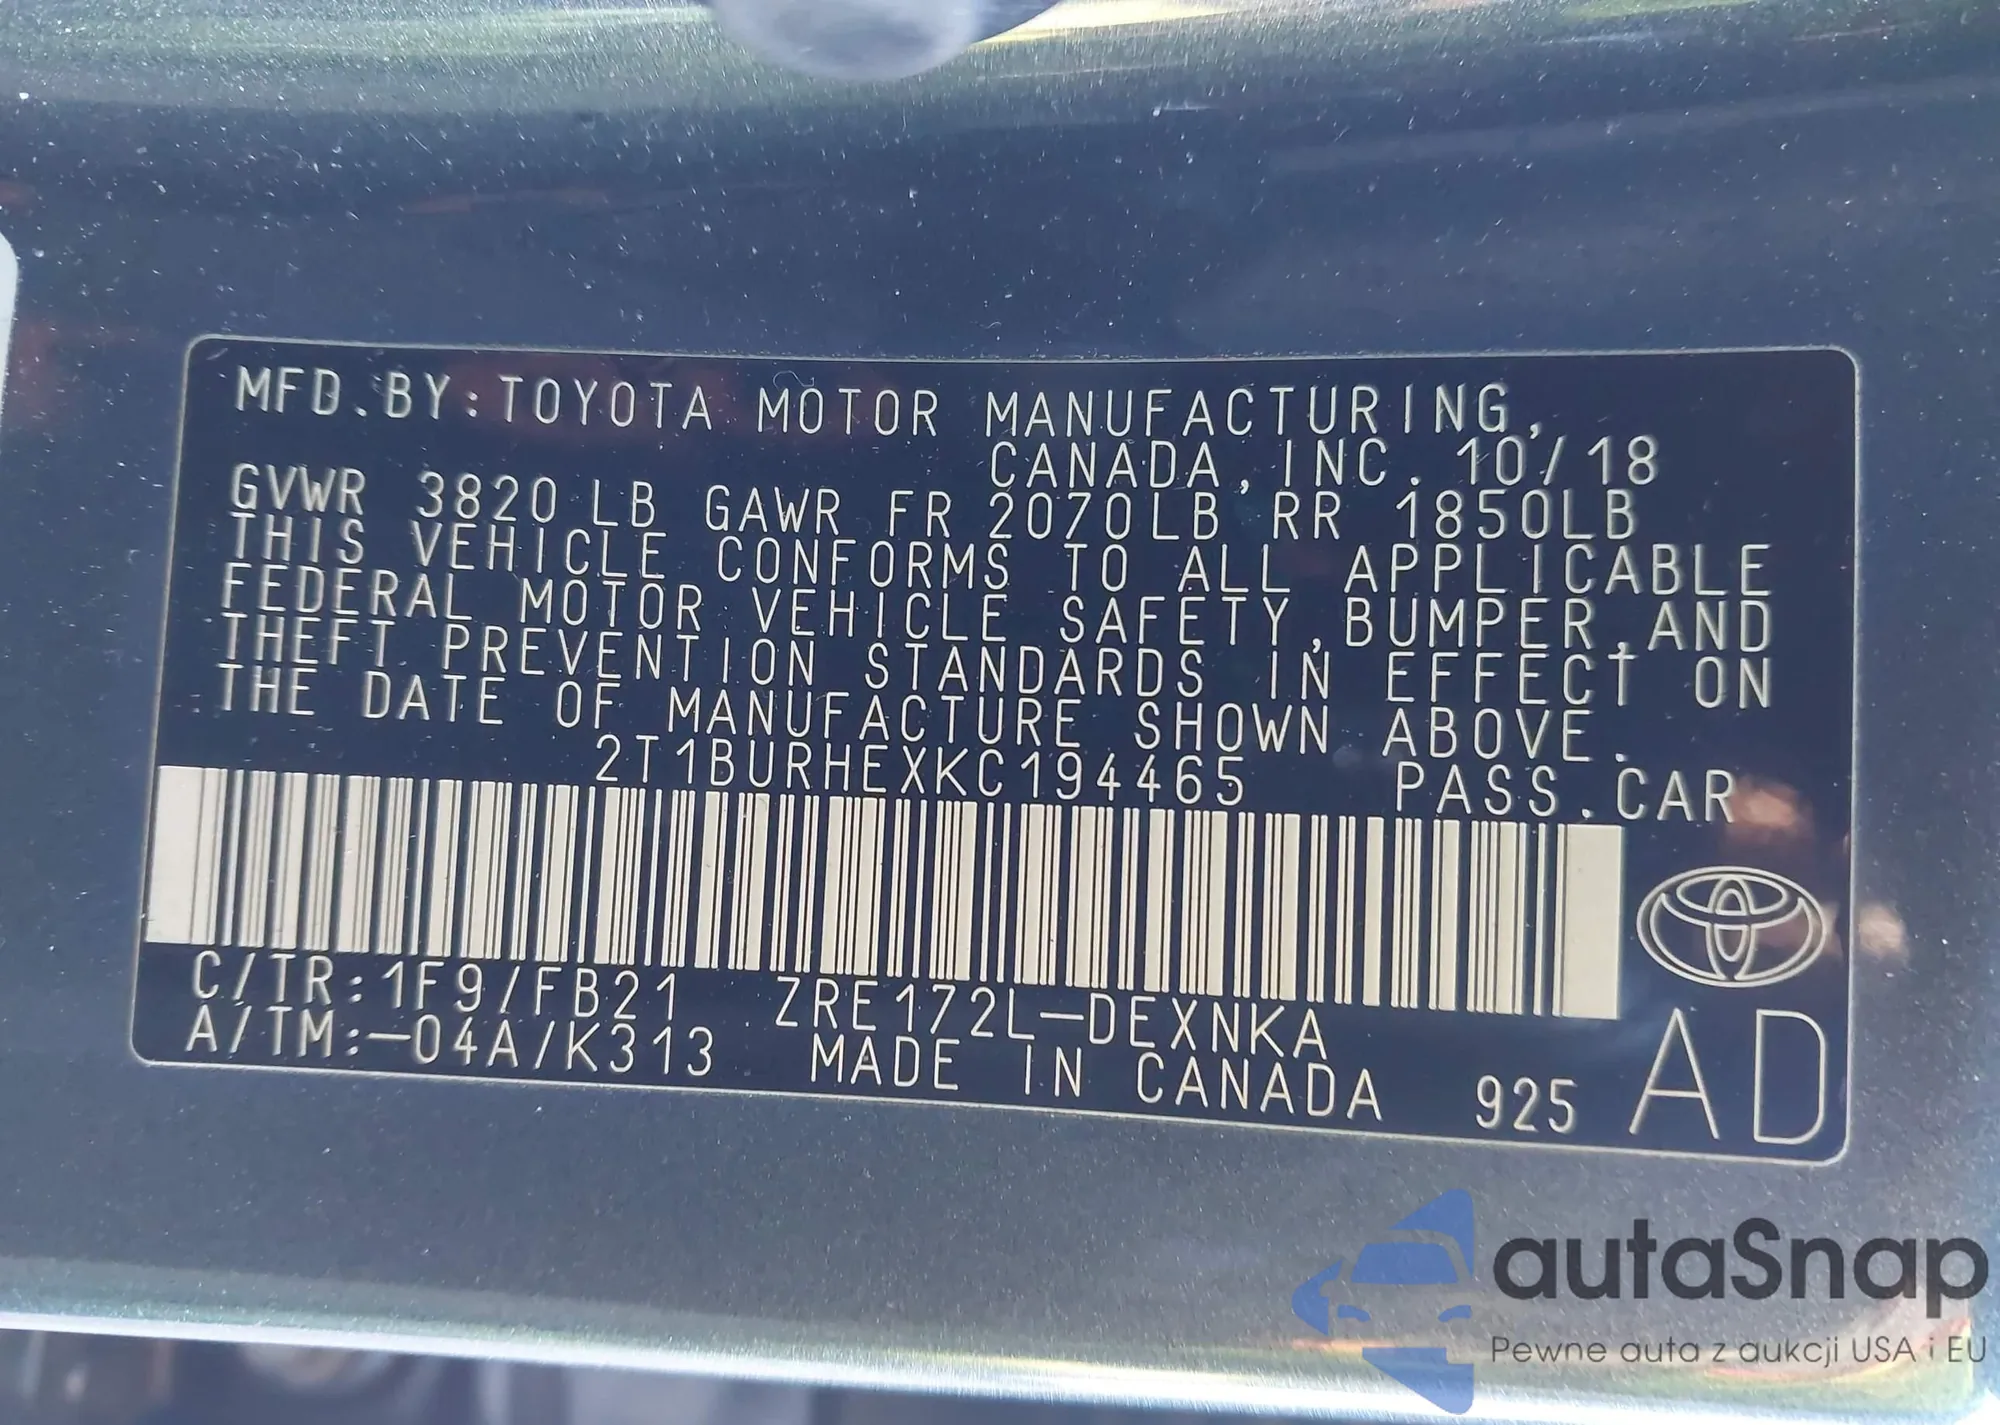 MFD.BY:TOYOTA MOTOR MANUFACTURING,
CANADA,INC. 10/18
GVWR 3820LB GAWR FR 2070LB RR 1850LB
THIS VEHICLE CONFORMS TO ALL APPLICABLE
FEDERAL MOTOR VEHICLE SAFETY,BUMPER,AND
THEFT PREVENTION STANDARDS IN EFFECT ON
THE DATE OF MANUFACTURE SHOWN ABOVE.
2T1BURHEXKC194465 PASS.CAR
C/TR:1F9/FB21 ZRE172L-DEXNKA
A/TM:-04A/K313 MADE IN CANADA 925 AD
autaSnap
Pewne auta z aukcji USA i EU